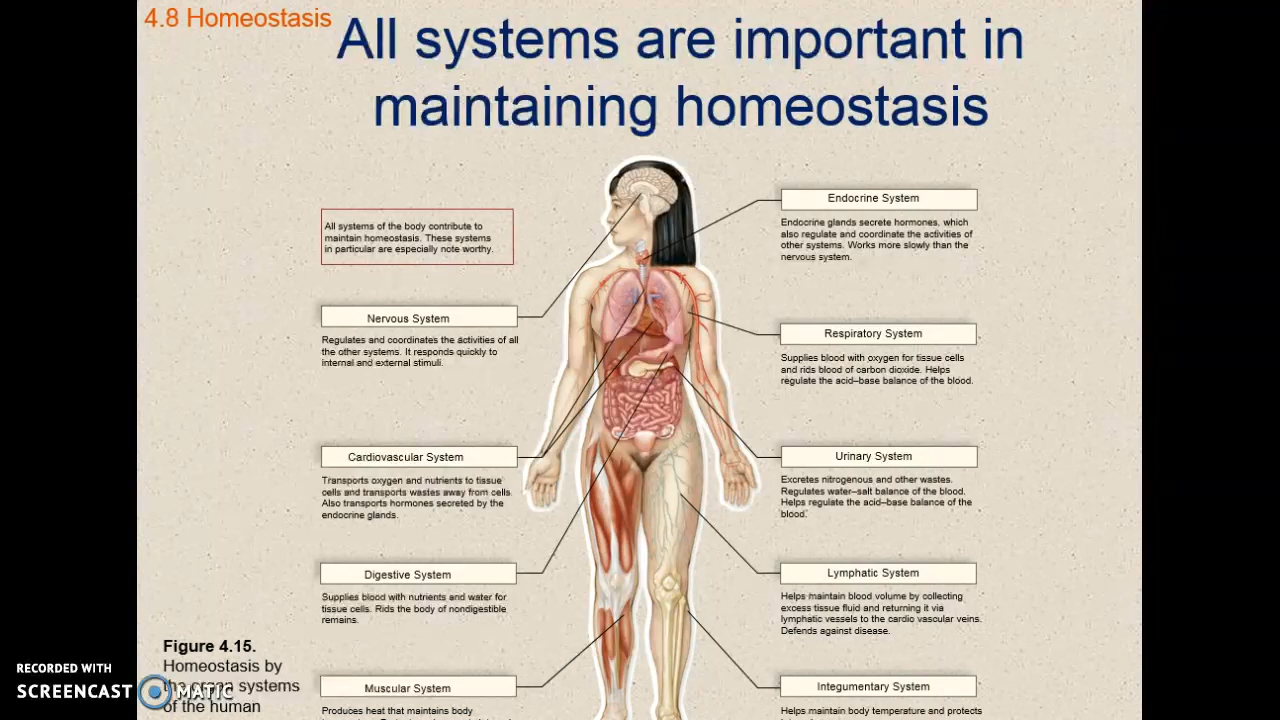 4.8 Homeostasis
All systems are important in
maintaining homeostasis
All systems of the body contribute to
maintain homeostasis. These systems
in particular are especially note worthy.
Nervous System
Regulates and coordinates the activities of all
the other systems. It responds quickly to
internal and external stimuli.
Cardiovascular System
Transports oxygen and nutrients to tissue
cells and transports wastes away from cells.
Also transports hormones secreted by the
endocrine glands.
Digestive System
Supplies blood with nutrients and water for
tissue cells. Rids the body of nondigestible
remains.
Muscular System
Produces heat that maintains body
Endocrine System
Endocrine glands secrete hormones, which
also regulate and coordinate the activities of
other systems. Works more slowly than the
nervous system.
Respiratory System
Supplies blood with oxygen for tissue cells
and rids blood of carbon dioxide. Helps
regulate the acid–base balance of the blood.
Urinary System
Excretes nitrogenous and other wastes.
Regulates water–salt balance of the blood.
Helps regulate the acid–base balance of the
blood.
Lymphatic System
Helps maintain blood volume by collecting
excess tissue fluid and returning it via
lymphatic vessels to the cardio vascular veins.
Defends against disease.
Integumentary System
Helps maintain body temperature and protects
Figure 4.15.
Homeostasis by
the organ systems
of the human
RECORDED WITH
SCREENCAST MATIC